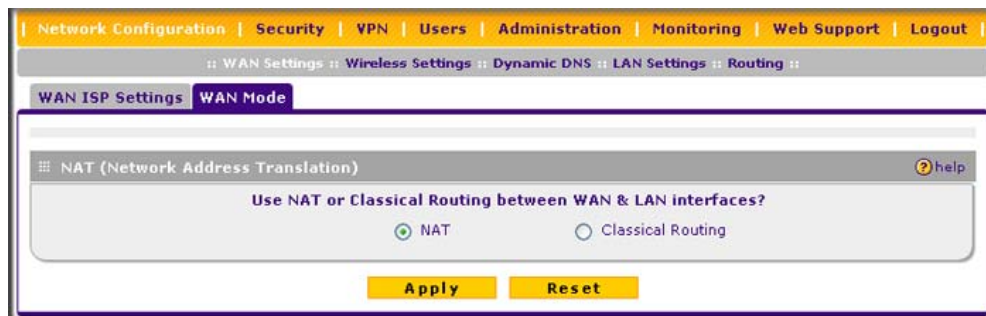 | Network Configuration | Security | VPN | Users | Administration | Monitoring | Web Support | Logout |
:: WAN Settings :: Wireless Settings :: Dynamic DNS :: LAN Settings :: Routing ::
WAN ISP Settings WAN Mode
NAT (Network Address Translation) ? help
Use NAT or Classical Routing between WAN & LAN interfaces?
NAT Classical Routing
Apply Reset